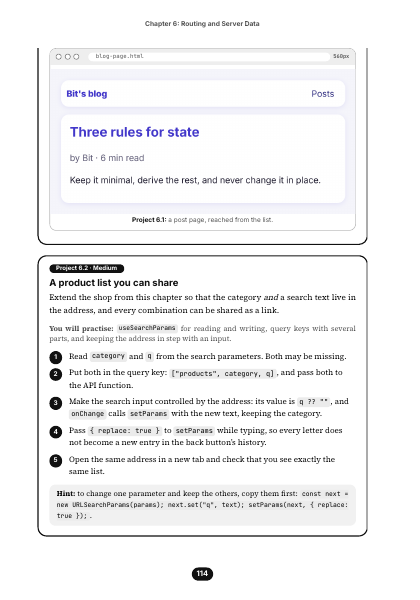 Chapter 6: Routing and Server Data
blog-page.html
560px
Bit's blog
Posts
Three rules for state
by Bit · 6 min read
Keep it minimal, derive the rest, and never change it in place.
Project 6.1: a post page, reached from the list.
Project 6.2 · Medium
A product list you can share
Extend the shop from this chapter so that the category and a search text live in
the address, and every combination can be shared as a link.
You will practise: useSearchParams for reading and writing, query keys with several
parts, and keeping the input in step with an address.
1 Read category and q from the search parameters. Both may be missing.
2 Put both in the query key: ["products", category, q], and pass both to
the API function.
3 Make the search input controlled by the address: its value is q ?? "", and
onChange calls setParams with the new text, keeping the category.
4 Pass { replace: true } to setParams while typing, so every letter does
not become a new entry in the back button's history.
5 Open the same address in a new tab and check that you see exactly the
same list.
Hint: to change one parameter and keep the others, copy them first: const next =
new URLSearchParams(params); next.set("q", text); setParams(next, { replace:
true }); .
114